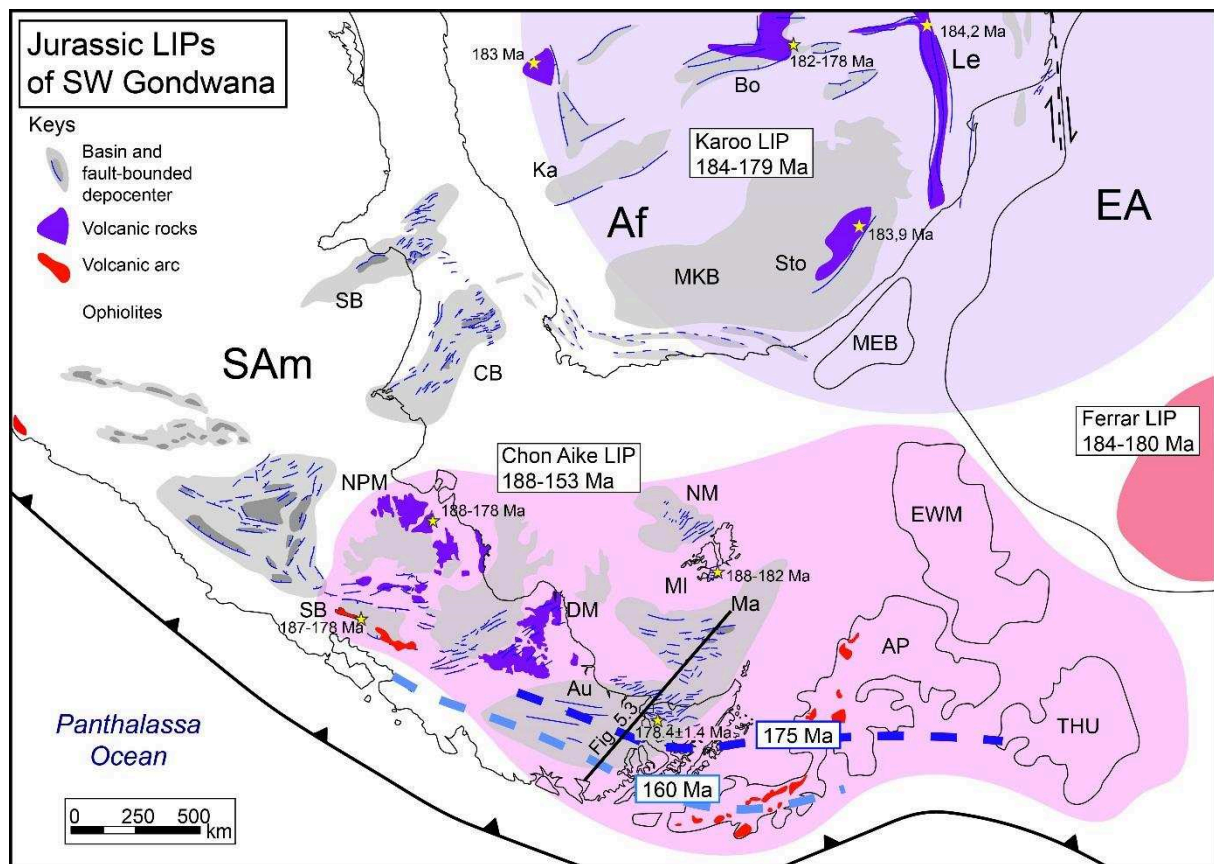 Jurassic LIPs
of SW Gondwana
Keys
Basin and
fault-bounded
depocenter
Volcanic rocks
Volcanic arc
Ophiolites
183 Ma
182-178 Ma
184,2 Ma
Bo
Le
Karoo LIP
184-179 Ma
Ka
Af
EA
183,9 Ma
Sto
MKB
SB
MEB
SAm
CB
Ferrar LIP
184-180 Ma
Chon Aike LIP
188-153 Ma
NPM
NM
188-178 Ma
EWM
MI
188-182 Ma
Ma
SB
187-178 Ma
DM
AP
Au
Fig 5.3
178.4±1.4 Ma
175 Ma
THU
Panthalassa
Ocean
160 Ma
0 250 500
km